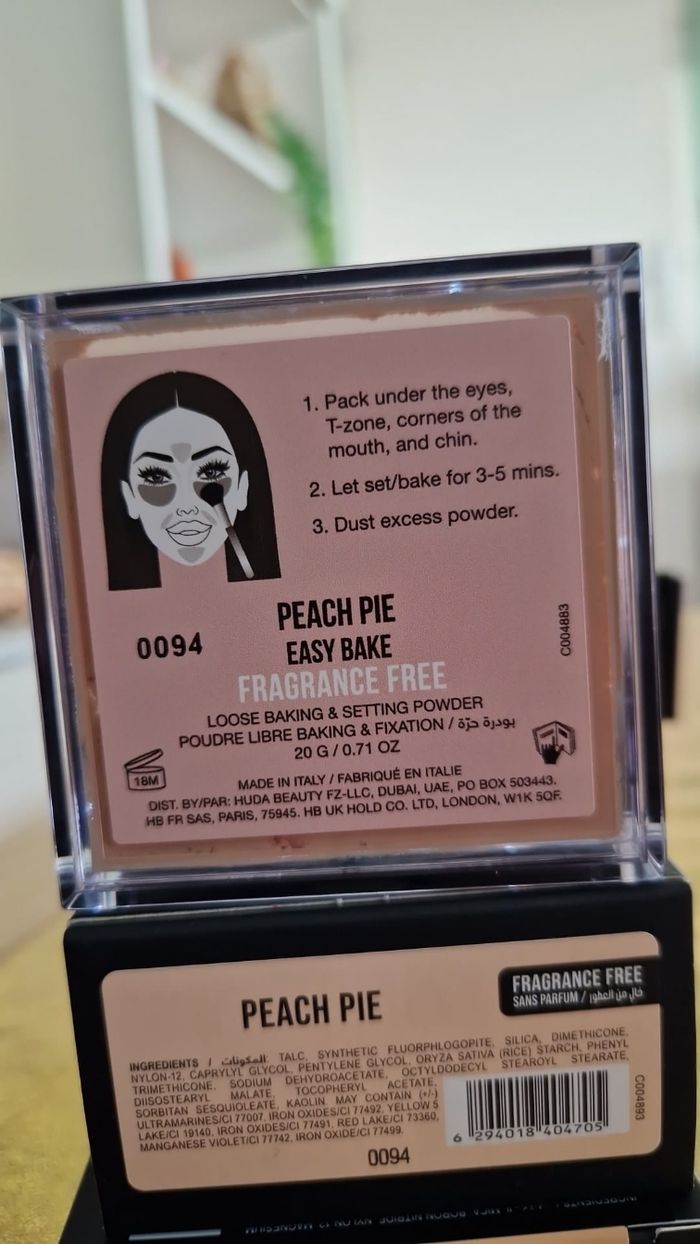 1. Pack under the eyes,
T-zone, corners of the
mouth, and chin.
2. Let set/bake for 3-5 mins.
3. Dust excess powder.
0094
PEACH PIE
EASY BAKE
FRAGRANCE FREE
C004883
LOOSE BAKING & SETTING POWDER
POUDRE LIBRE BAKING & FIXATION / بودرة حرّة
20 G / 0.71 OZ
18M
MADE IN ITALY / FABRIQUÉ EN ITALIE
DIST. BY/PAR: HUDA BEAUTY FZ-LLC, DUBAI, UAE, PO BOX 503443.
HB FR SAS, PARIS, 75945. HB UK HOLD CO. LTD, LONDON, W1K 5QF.
PEACH PIE
FRAGRANCE FREE
SANS PARFUM / خال من العطور
INGREDIENTS / المكونات: TALC, SYNTHETIC FLUORPHLOGOPITE, SILICA, DIMETHICONE,
NYLON-12, CAPRYLYL GLYCOL, PENTYLENE GLYCOL, ORYZA SATIVA (RICE) STARCH, PHENYL
TRIMETHICONE, SODIUM DEHYDROACETATE, OCTYLDODECYL STEAROYL STEARATE,
DIISOSTEARYL MALATE, TOCOPHERYL ACETATE,
SORBITAN SESQUIOLEATE, KAOLIN MAY CONTAIN (+/-)
ULTRAMARINES/CI 77007, IRON OXIDES/CI 77492, YELLOW 5
LAKE/CI 19140, IRON OXIDES/CI 77491, RED LAKE/CI 73360,
MANGANESE VIOLET/CI 77742, IRON OXIDE/CI 77499.
C004893
6 294018 404705
0094
MICA, BORON NITRIDE, NYLON-12, MAGNESIUM